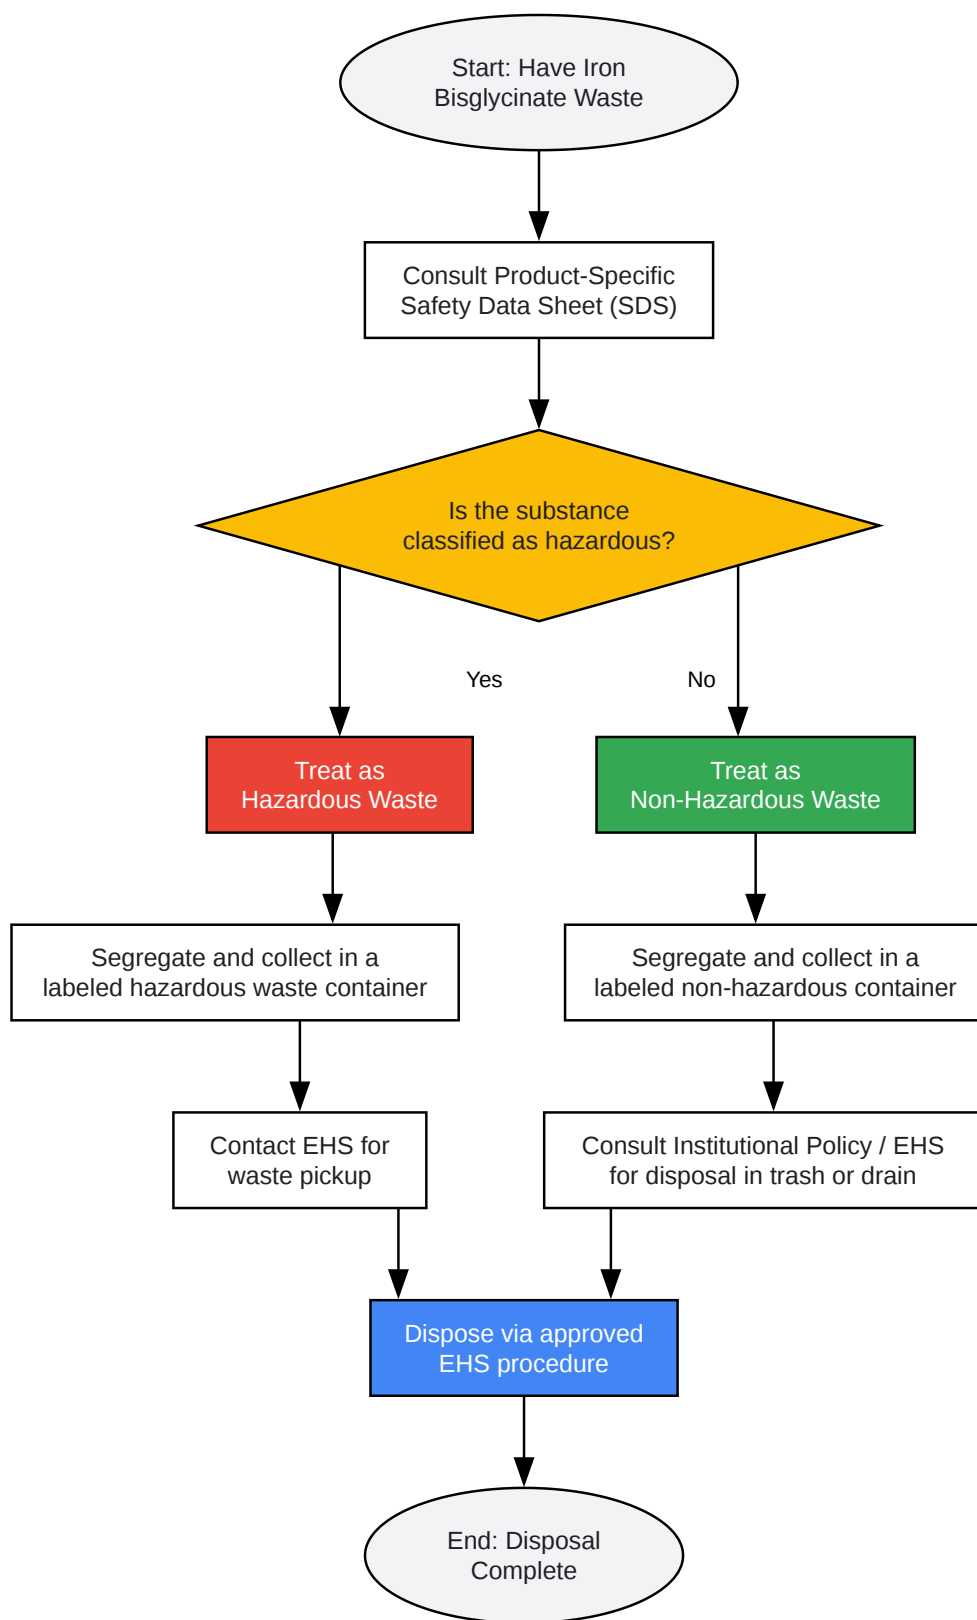 Start: Have Iron
Bisglycinate Waste
Consult Product-Specific
Safety Data Sheet (SDS)
Is the substance
classified as hazardous?
Yes
No
Treat as
Hazardous Waste
Treat as
Non-Hazardous Waste
Segregate and collect in a
labeled hazardous waste container
Segregate and collect in a
labeled non-hazardous container
Contact EHS for
waste pickup
Consult Institutional Policy / EHS
for disposal in trash or drain
Dispose via approved
EHS procedure
End: Disposal
Complete